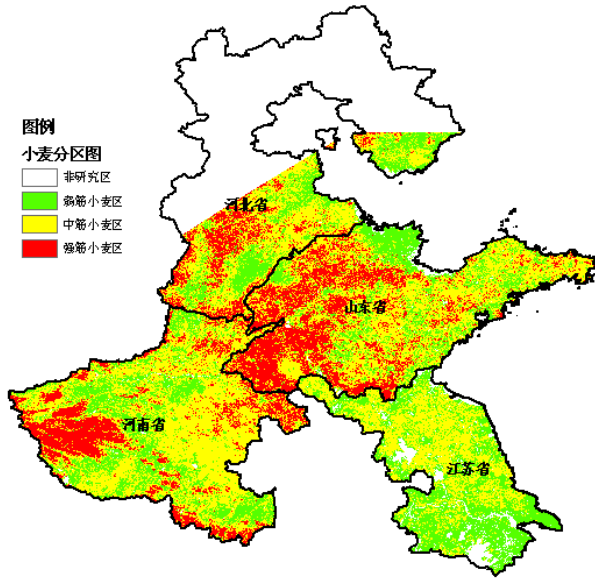 图例
小麦分区图
非研究区
弱筋小麦区
中筋小麦区
强筋小麦区
河北省
山东省
河南省
江苏省